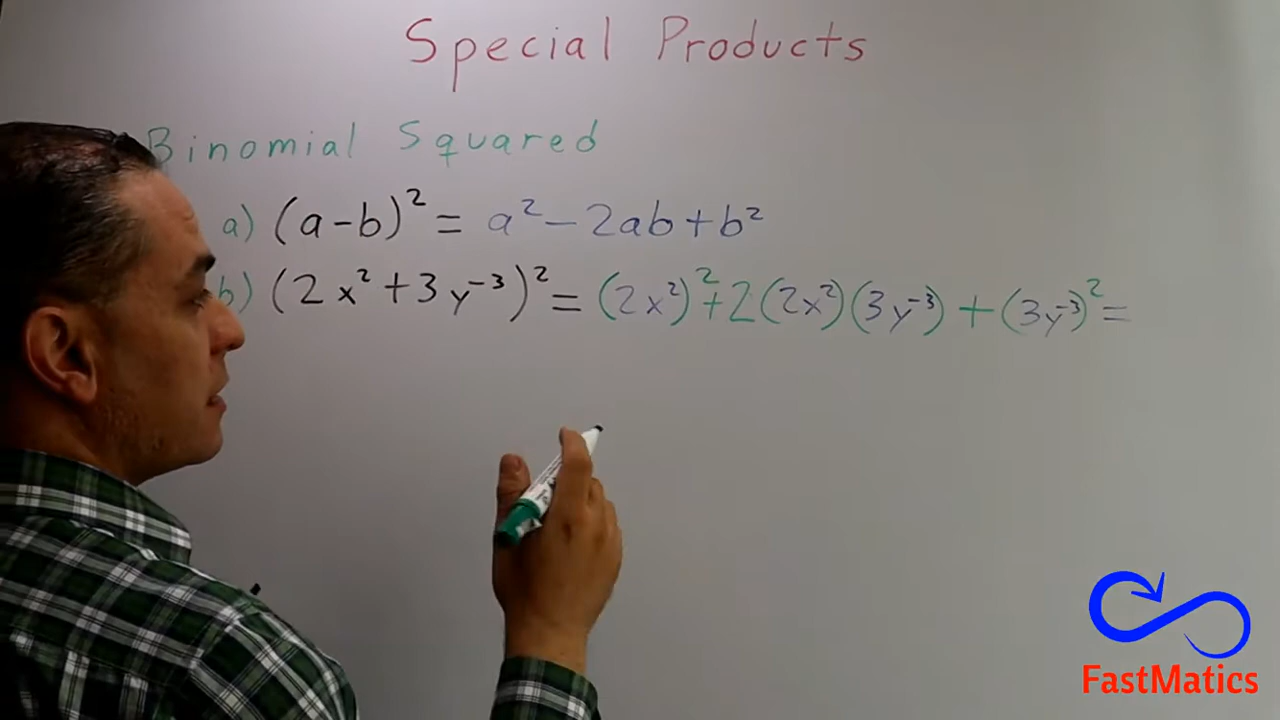 Special Products
Binomial Squared
a) (a-b)² = a² - 2ab + b²
b) (2x² + 3y⁻³)² = (2x²)² + 2(2x²)(3y⁻³) + (3y⁻³)² =
FastMatics